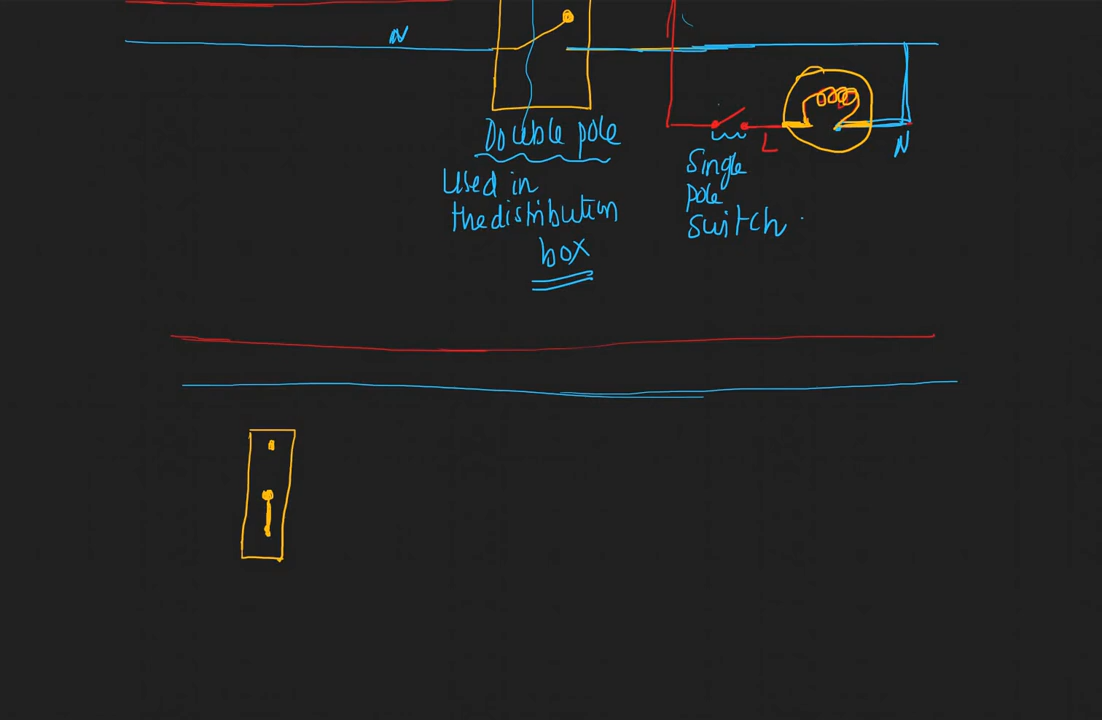 N
Double pole
Used in
the distribution
box
L
N
Single
pole
switch